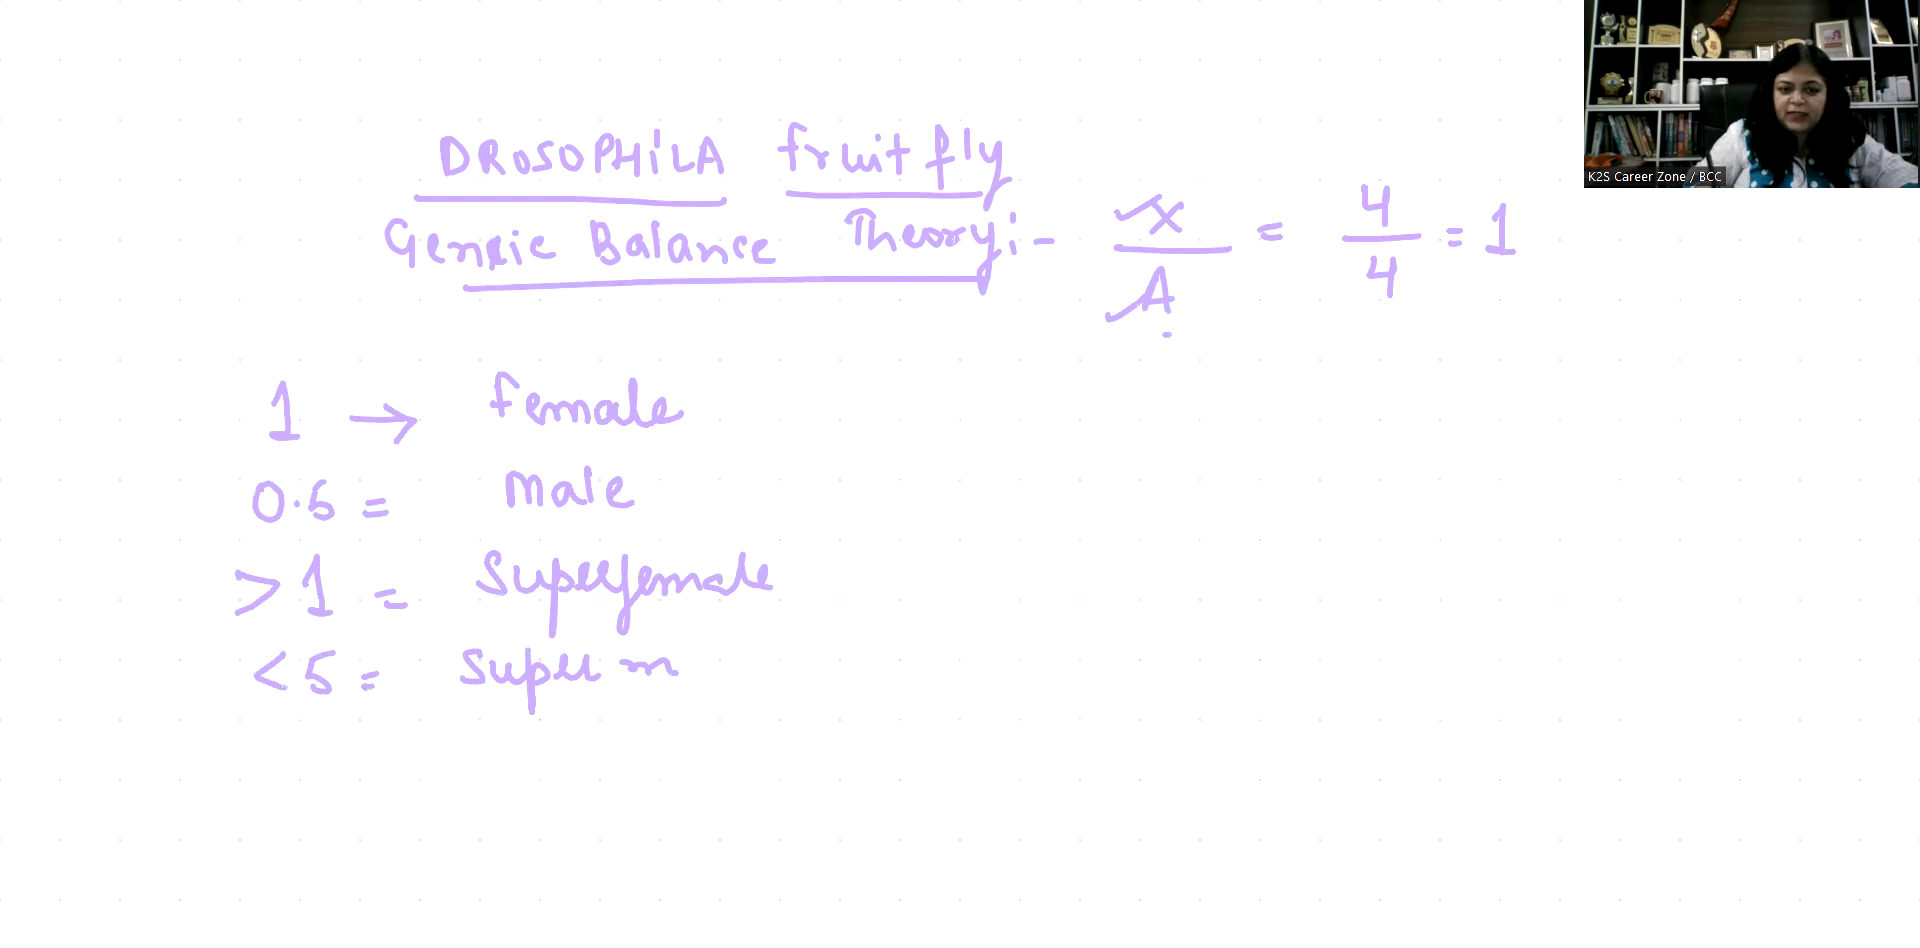 DROSOPHILA fruit fly
Geneic Balance Theory:- X/A = 4/4 = 1
1 → female
0.5 = Male
>1 = Superfemale
<5 = Super m
K2S Career Zone / BCC